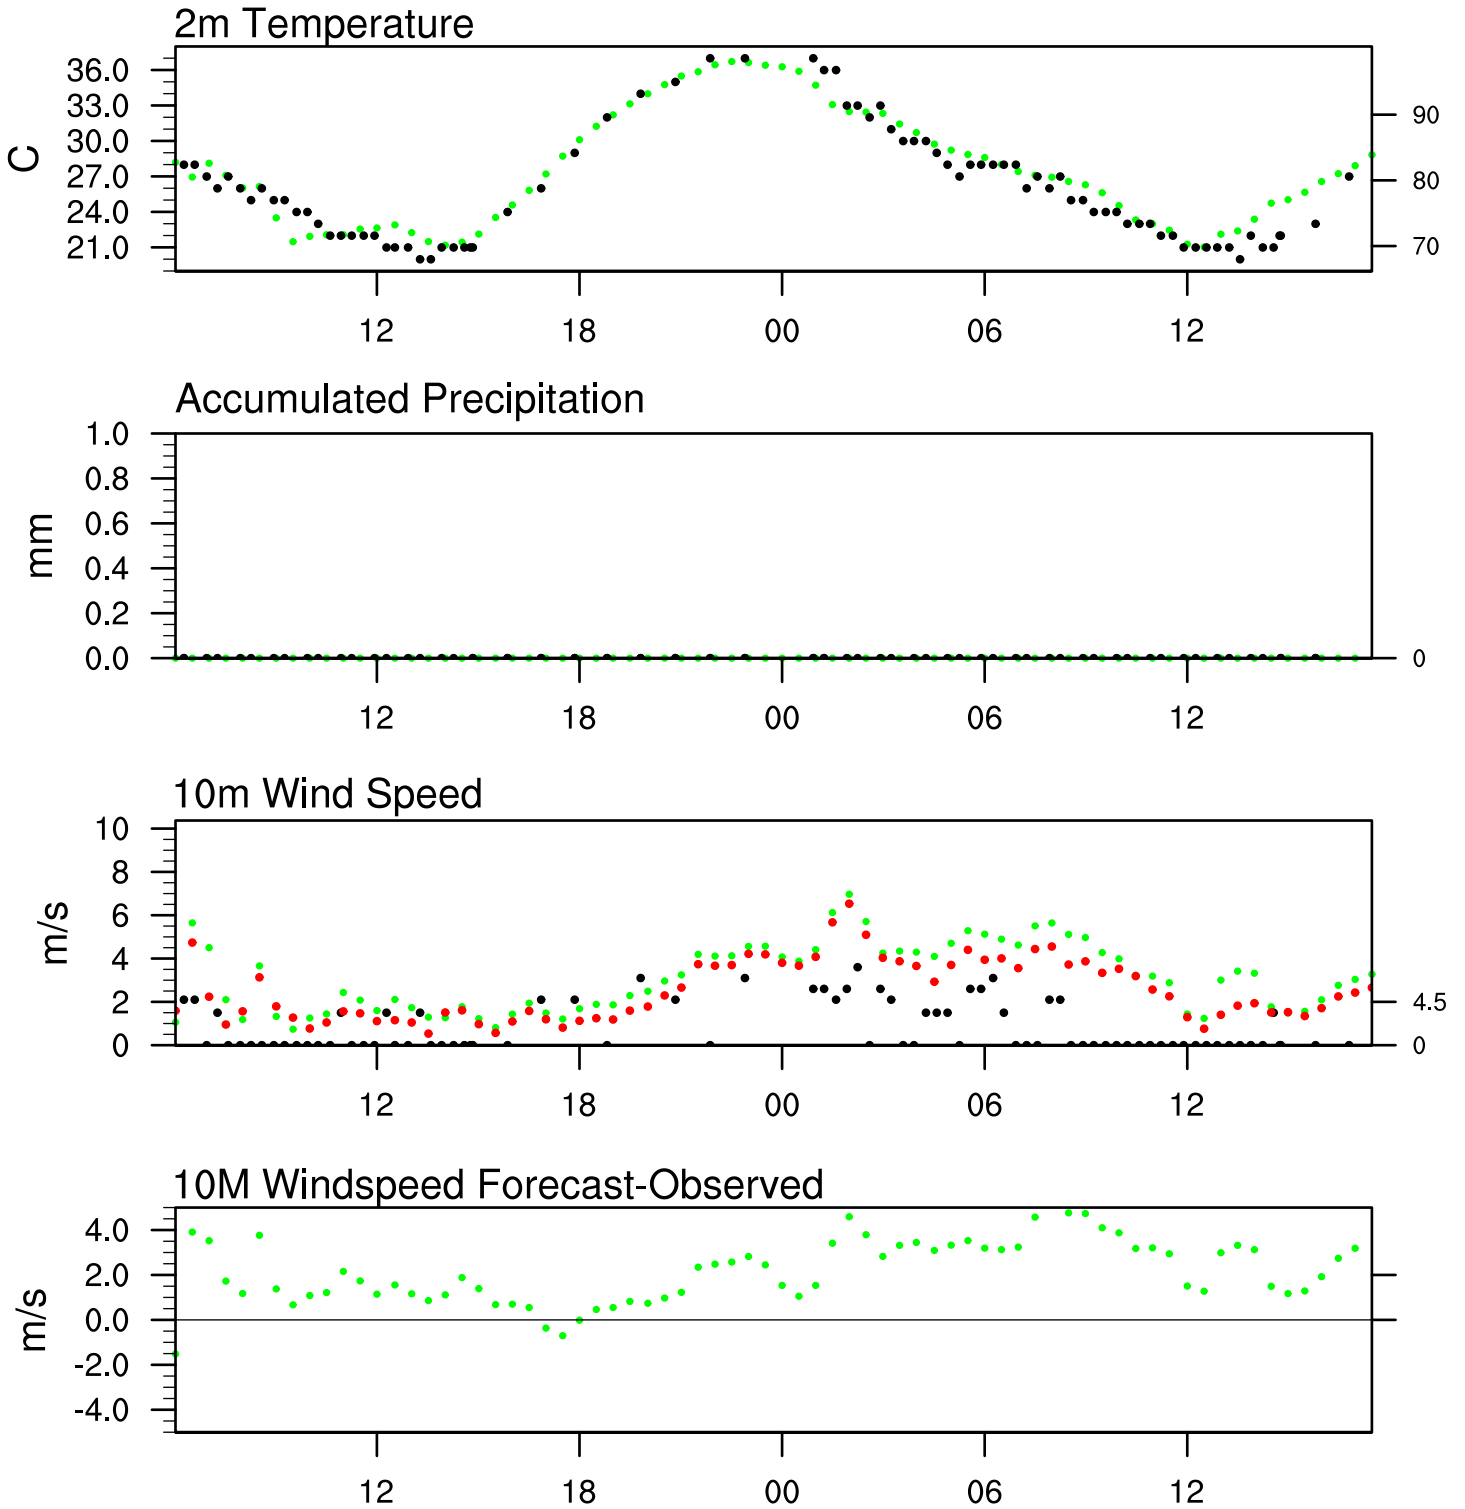 2m Temperature
36.0
33.0
30.0
27.0
24.0
21.0
C
90
80
70
12 18 00 06 12
Accumulated Precipitation
1.0
0.8
0.6
0.4
0.2
0.0
mm
0
12 18 00 06 12
10m Wind Speed
10
8
6
4
2
0
m/s
4.5
0
12 18 00 06 12
10M Windspeed Forecast-Observed
4.0
2.0
0.0
-2.0
-4.0
m/s
12 18 00 06 12